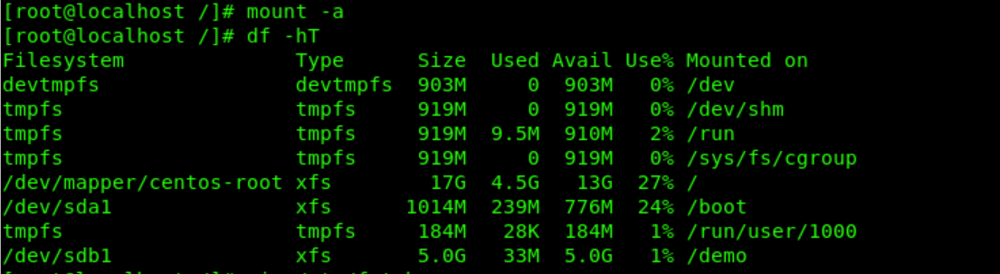 [root@localhost /]# mount -a
[root@localhost /]# df -hT
Filesystem              Type      Size  Used Avail Use% Mounted on
devtmpfs                devtmpfs  903M     0  903M   0% /dev
tmpfs                   tmpfs     919M     0  919M   0% /dev/shm
tmpfs                   tmpfs     919M  9.5M  910M   2% /run
tmpfs                   tmpfs     919M     0  919M   0% /sys/fs/cgroup
/dev/mapper/centos-root xfs        17G  4.5G   13G  27% /
/dev/sda1               xfs      1014M  239M  776M  24% /boot
tmpfs                   tmpfs     184M   28K  184M   1% /run/user/1000
/dev/sdb1               xfs       5.0G   33M  5.0G   1% /demo